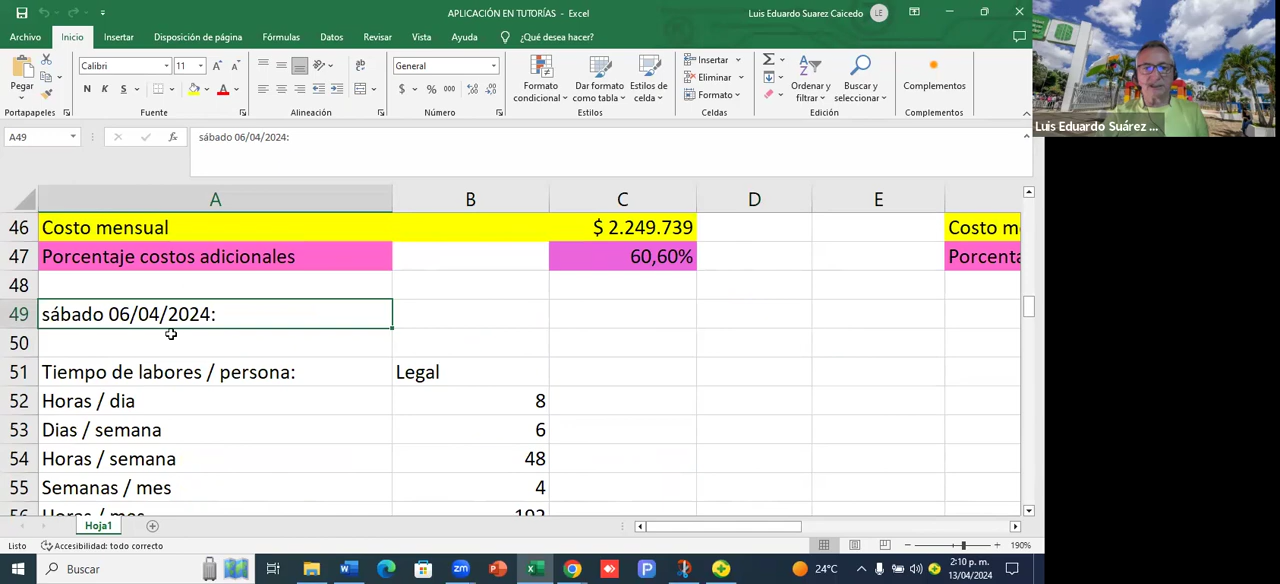 APLICACIÓN EN TUTORÍAS - Excel
Luis Eduardo Suarez Caicedo
LE
Archivo
Inicio
Insertar
Disposición de página
Fórmulas
Datos
Revisar
Vista
Ayuda
¿Qué desea hacer?
Pegar
Calibri
11
N K S
General
$ % 000
Formato condicional
Dar formato como tabla
Estilos de celda
Insertar
Eliminar
Formato
Ordenar y filtrar
Buscar y seleccionar
Complementos
Portapapeles
Fuente
Alineación
Número
Estilos
Celdas
Edición
Complementos
Luis Eduardo Suárez ...
A49
fx
sábado 06/04/2024:
A B C D E
46 Costo mensual $ 2.249.739 Costo m
47 Porcentaje costos adicionales 60,60% Porcenta
48
49 sábado 06/04/2024:
50
51 Tiempo de labores / persona: Legal
52 Horas / dia 8
53 Dias / semana 6
54 Horas / semana 48
55 Semanas / mes 4
56 Horas / mes 192
Hoja1
Listo
Accesibilidad: todo correcto
190%
Buscar
24°C
2:10 p. m.
13/04/2024